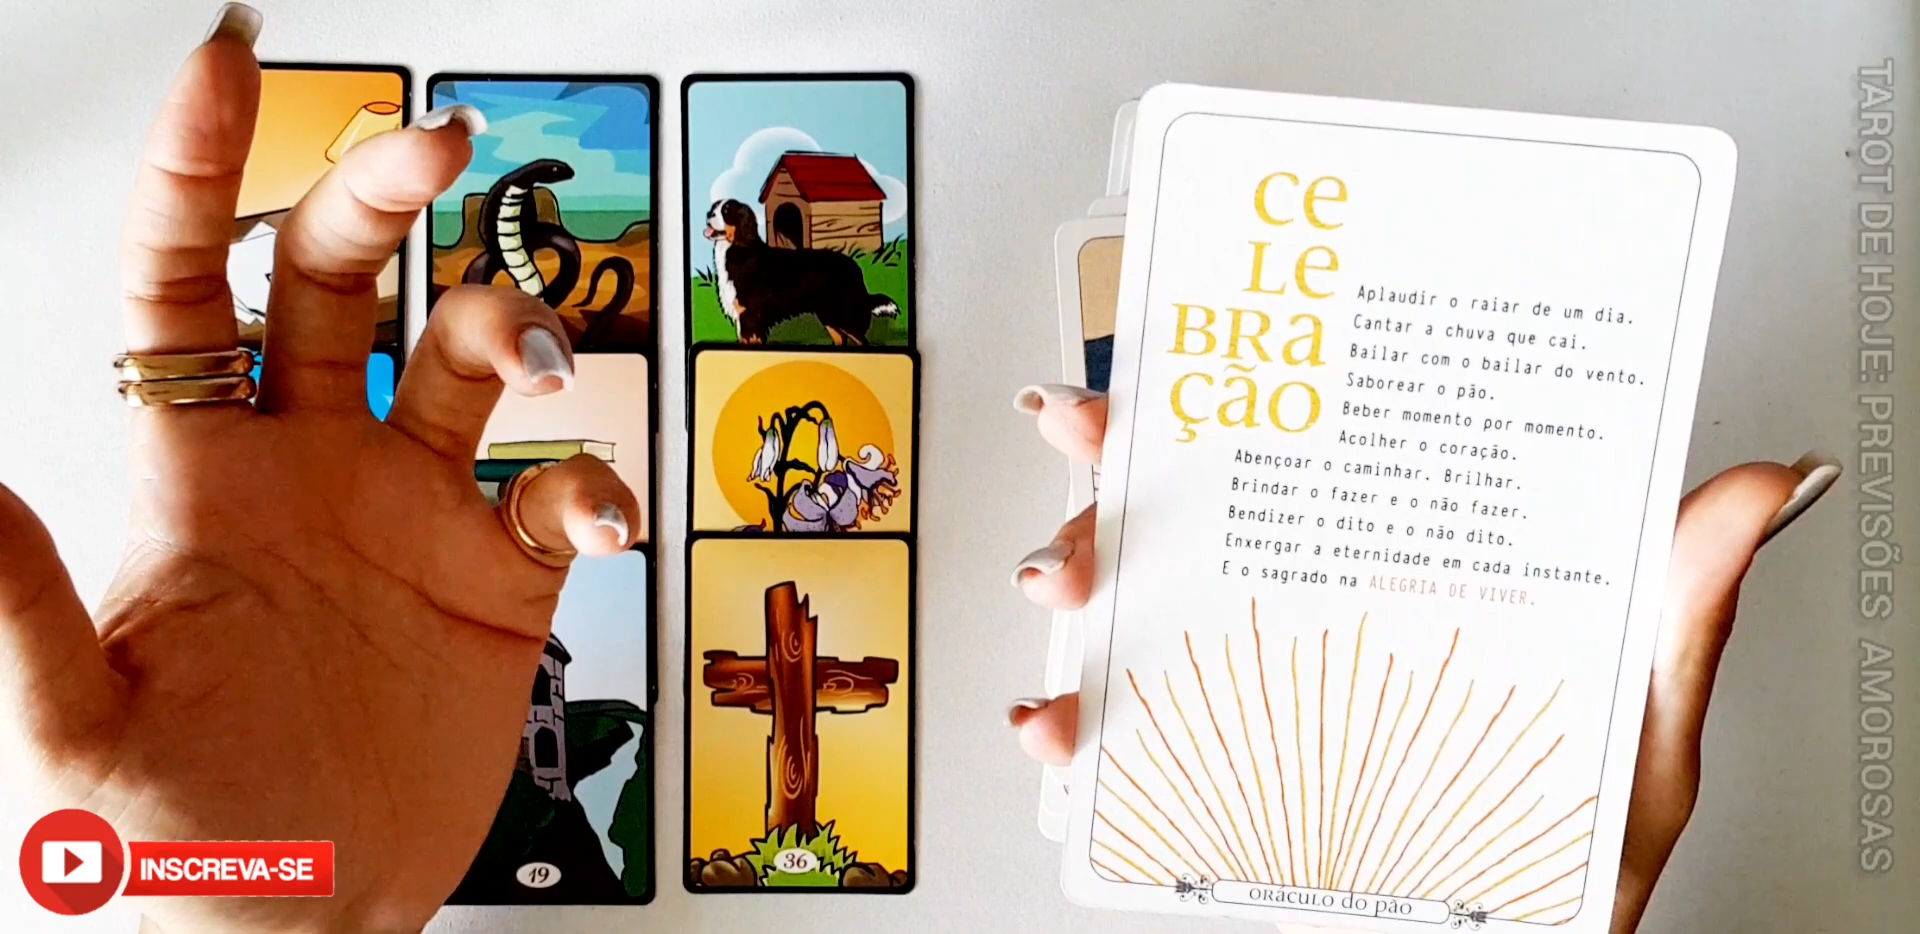 ce
Le
BRa
ção
Aplaudir o raiar de um dia.
Cantar a chuva que cai.
Bailar com o bailar do vento.
Saborear o pão.
Beber momento por momento.
Acolher o coração.
Abençoar o caminhar. Brilhar.
Brindar o fazer e o não fazer.
Bendizer o dito e o não dito.
Enxergar a eternidade em cada instante.
E o sagrado na ALEGRIA DE VIVER.
ORÁCULO DO PÃO
19
36
INSCREVA-SE
TAROT DE HOJE: PREVISÕES AMOROSAS